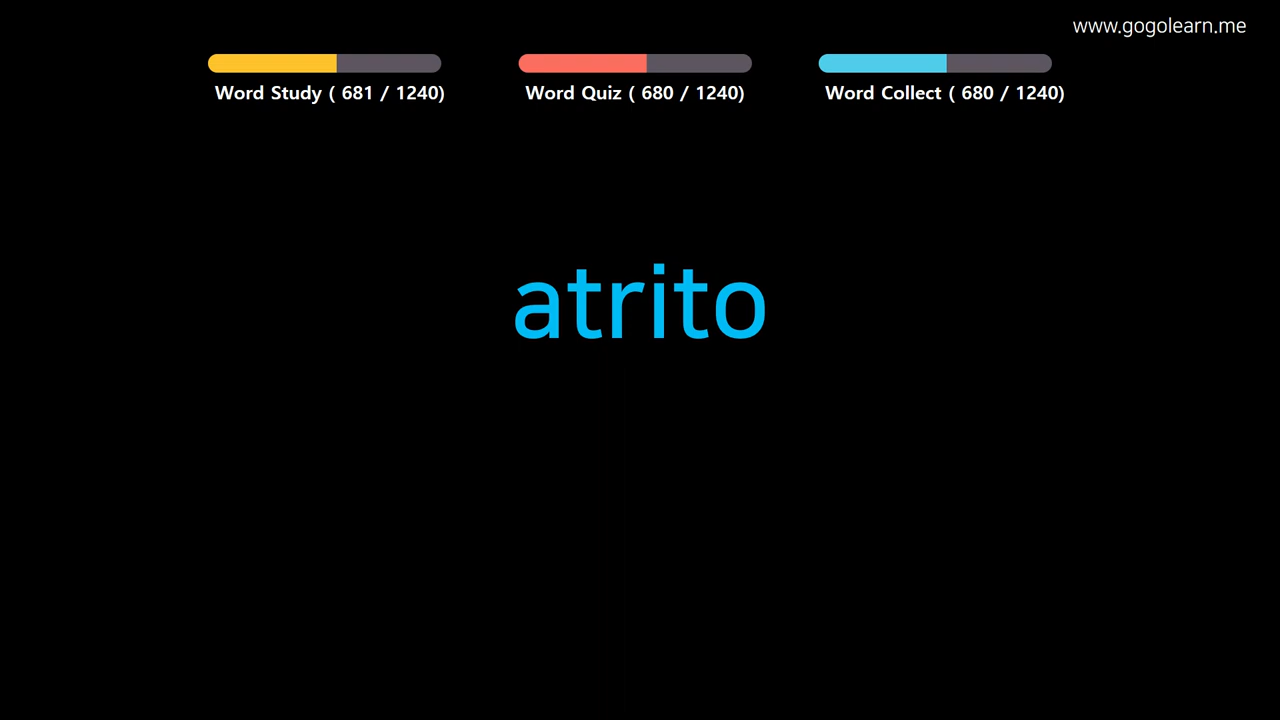 www.gogolearn.me
Word Study ( 681 / 1240)
Word Quiz ( 680 / 1240)
Word Collect ( 680 / 1240)
atrito